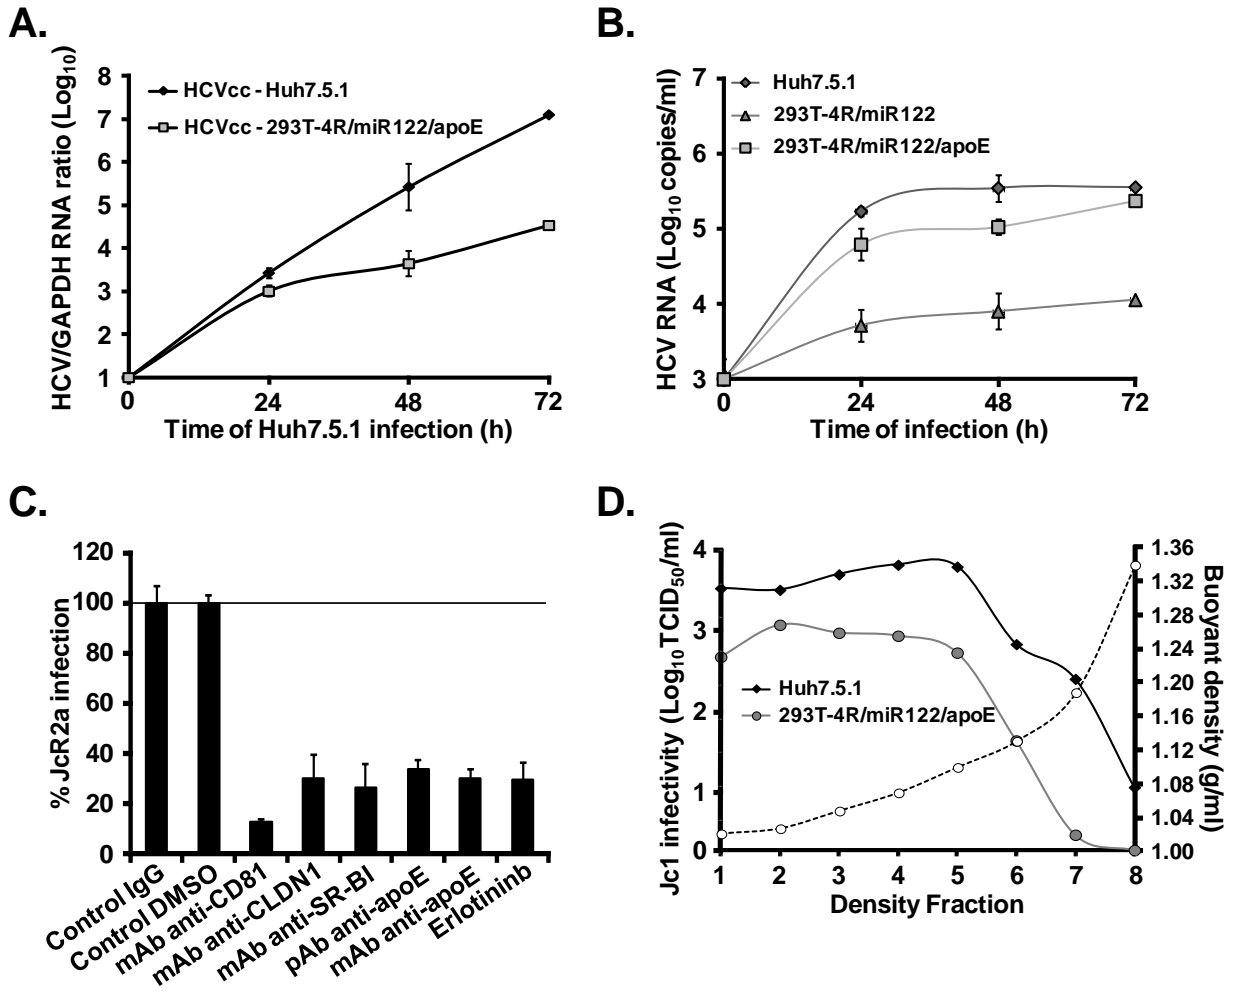 A.
HCV/GAPDH RNA ratio (Log10)
8
7
6
5
4
3
2
1
HCVcc - Huh7.5.1
HCVcc - 293T-4R/miR122/apoE
0
24
48
72
Time of Huh7.5.1 infection (h)
B.
HCV RNA (Log10 copies/ml)
7
6
5
4
3
Huh7.5.1
293T-4R/miR122
293T-4R/miR122/apoE
0
24
48
72
Time of infection (h)
C.
% JcR2a infection
120
100
80
60
40
20
0
Control IgG
Control DMSO
mAb anti-CD81
mAb anti-CLDN1
mAb anti-SR-BI
pAb anti-apoE
mAb anti-apoE
Erlotininb
D.
Jc1 infectivity (Log10 TCID50/ml)
4
3
2
1
0
Huh7.5.1
293T-4R/miR122/apoE
1.36
1.32
1.28
1.24
1.20
1.16
1.12
1.08
1.04
1.00
Buoyant density (g/ml)
1
2
3
4
5
6
7
8
Density Fraction